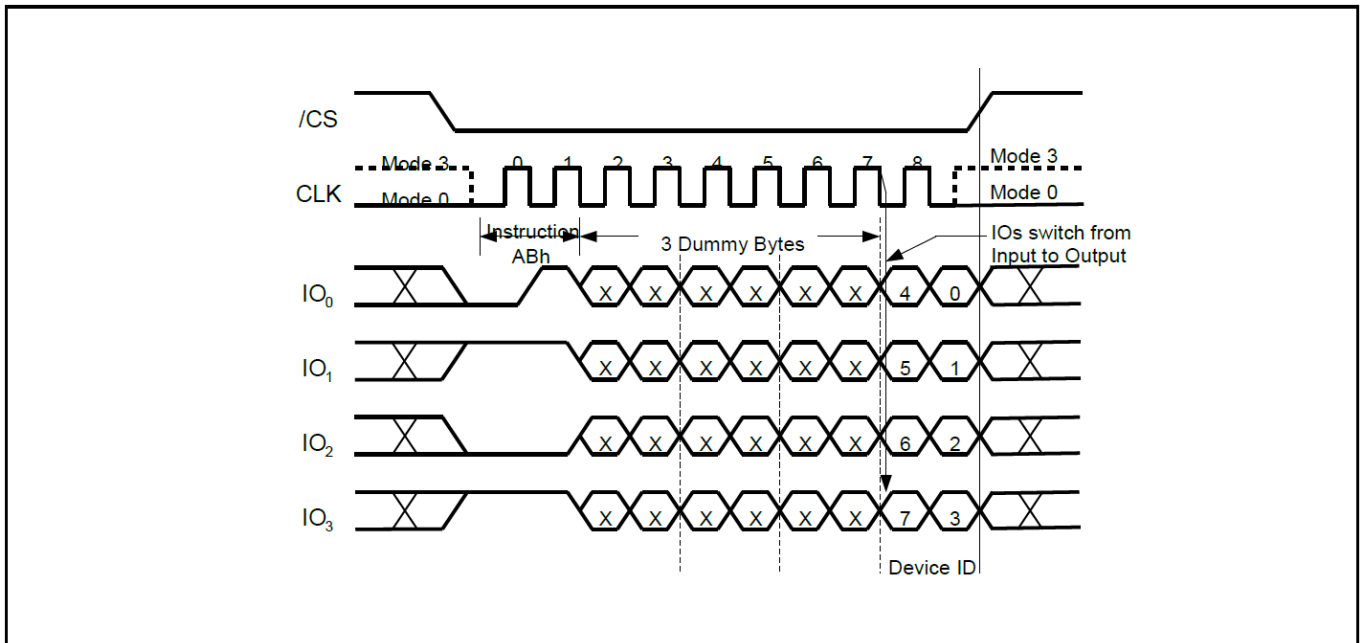 /CS
Mode 3 0 1 2 3 4 5 6 7 8 Mode 3
CLK Mode 0 Mode 0
Instruction
ABh
3 Dummy Bytes
IOs switch from
Input to Output
IO0 X X X X X X 4 0
IO1 X X X X X X 5 1
IO2 X X X X X X 6 2
IO3 X X X X X X 7 3
Device ID